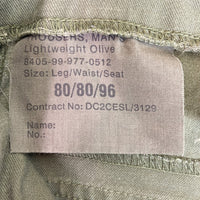 TROUSERS, MAN'S
Lightweight Olive
8405-99-977-0512
Size: Leg/Waist/Seat
80/80/96
Contract No: DC2CESL/3129
Name:
No.: